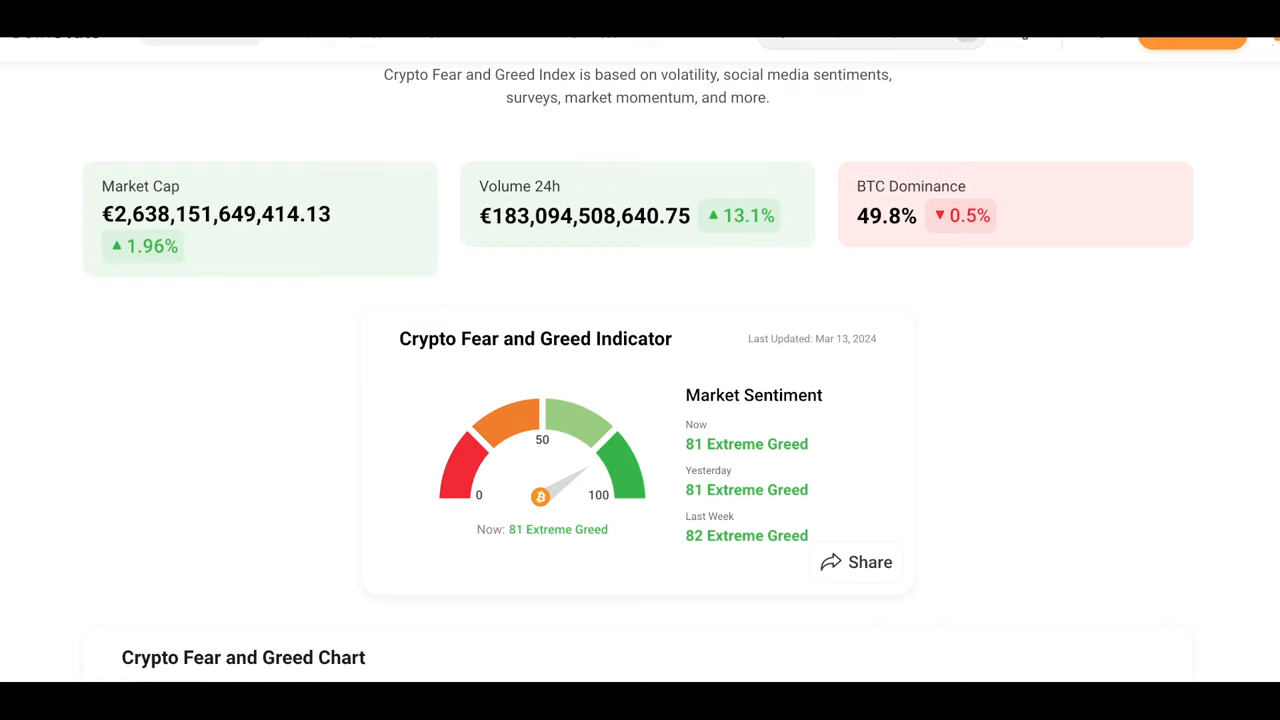 Crypto Fear and Greed Index is based on volatility, social media sentiments,
surveys, market momentum, and more.
Market Cap
€2,638,151,649,414.13
1.96%
Volume 24h
€183,094,508,640.75 13.1%
BTC Dominance
49.8% 0.5%
Crypto Fear and Greed Indicator
Last Updated: Mar 13, 2024
50
0
100
Now: 81 Extreme Greed
Market Sentiment
Now
81 Extreme Greed
Yesterday
81 Extreme Greed
Last Week
82 Extreme Greed
Share
Crypto Fear and Greed Chart